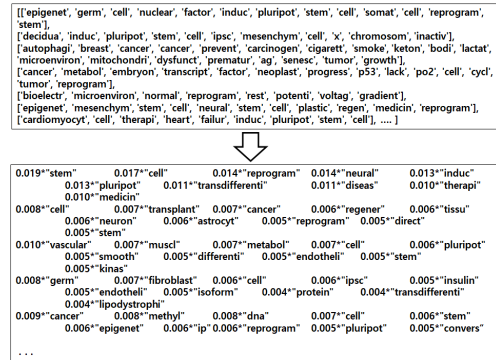 [['epigenet', 'germ', 'cell', 'nuclear', 'factor', 'induc', 'pluripot', 'stem', 'cell', 'somat', 'cell', 'reprogram',
'stem'],
['decidua', 'induc', 'pluripot', 'stem', 'cell', 'ipsc', 'mesenchym', 'cell', 'x', 'chromosom', 'inactiv'],
['autophagi', 'breast', 'cancer', 'cancer', 'prevent', 'carcinogen', 'cigarett', 'smoke', 'keton', 'bodi', 'lactat',
'microenviron', 'mitochondri', 'dysfunct', 'prematur', 'ag', 'senesc', 'tumor', 'growth'],
['cancer', 'metabol', 'embryon', 'transcript', 'factor', 'neoplast', 'progress', 'p53', 'lack', 'po2', 'cell', 'cycl',
'tumor', 'reprogram'],
['bioelectr', 'microenviron', 'normal', 'reprogram', 'rest', 'potenti', 'voltag', 'gradient'],
['epigenet', 'mesenchym', 'stem', 'cell', 'neural', 'stem', 'cell', 'plastic', 'regen', 'medicin', 'reprogram'],
['cardiomyocyt', 'cell', 'therapi', 'heart', 'failur', 'induc', 'pluripot', 'stem', 'cell'], .... ]
0.019*"stem" 0.017*"cell" 0.014*"reprogram" 0.014*"neural" 0.013*"induc"
0.013*"pluripot" 0.011*"transdifferenti" 0.011*"diseas" 0.010*"therapi"
0.010*"medicin"
0.008*"cell" 0.007*"transplant" 0.007*"cancer" 0.006*"regener" 0.006*"tissu"
0.006*"neuron" 0.006*"astrocyt" 0.005*"reprogram" 0.005*"direct"
0.005*"stem"
0.010*"vascular" 0.007*"muscl" 0.007*"metabol" 0.007*"cell" 0.006*"pluripot"
0.005*"smooth" 0.005*"differenti" 0.005*"endotheli" 0.005*"stem"
0.005*"kinas"
0.008*"germ" 0.007*"fibroblast" 0.006*"cell" 0.006*"ipsc" 0.005*"insulin"
0.005*"endotheli" 0.005*"isoform" 0.004*"protein" 0.004*"transdifferenti"
0.004*"lipodystrophi"
0.009*"cancer" 0.008*"methyl" 0.008*"dna" 0.007*"cell" 0.006*"stem"
0.006*"epigenet" 0.006*"ip" 0.006*"reprogram" 0.005*"pluripot" 0.005*"convers"
. . .